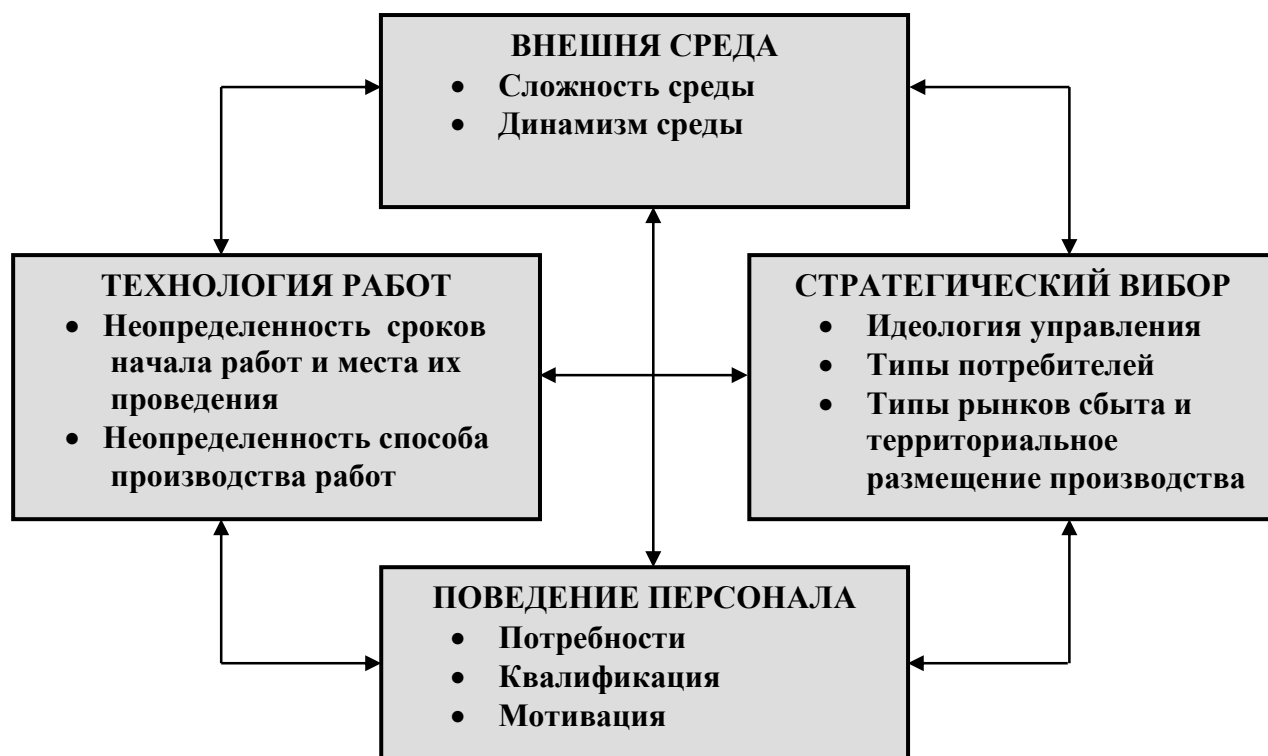 ВНЕШНЯ СРЕДА
• Сложность среды
• Динамизм среды
ТЕХНОЛОГИЯ РАБОТ
• Неопределенность сроков
начала работ и места их
проведения
• Неопределенность способа
производства работ
СТРАТЕГИЧЕСКИЙ ВИБОР
• Идеология управления
• Типы потребителей
• Типы рынков сбыта и
территориальное
размещение производства
ПОВЕДЕНИЕ ПЕРСОНАЛА
• Потребности
• Квалификация
• Мотивация